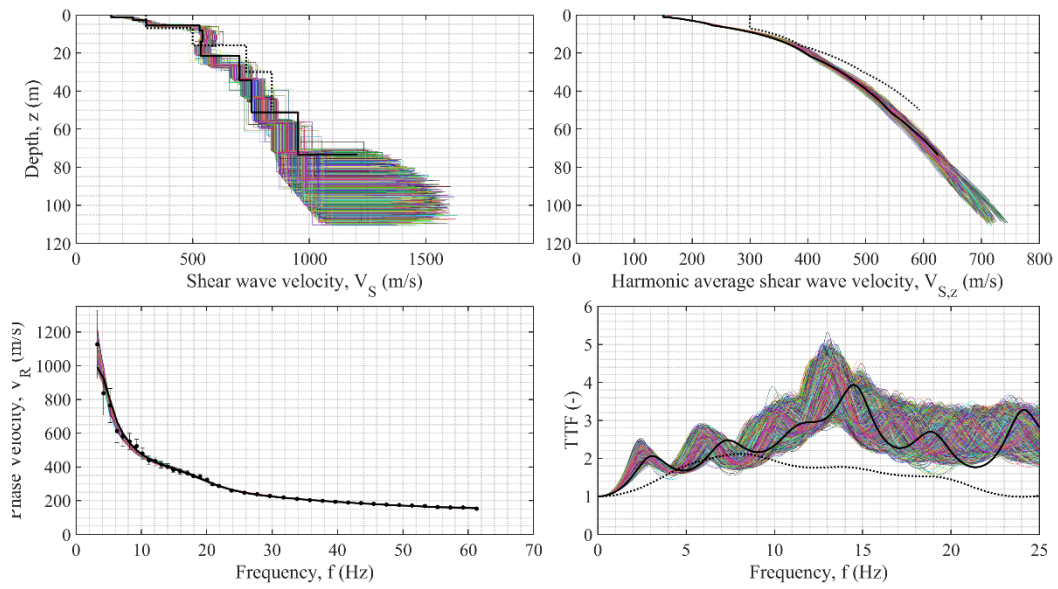 0
20
40
60
80
100
120
Depth, z (m)
0 500 1000 1500
Shear wave velocity, V_S (m/s)
0
20
40
60
80
100
120
0 100 200 300 400 500 600 700 800
Harmonic average shear wave velocity, V_S,z (m/s)
1200
1000
800
600
400
200
0
Phase velocity, v_R (m/s)
0 10 20 30 40 50 60 70
Frequency, f (Hz)
6
5
4
3
2
1
0
TTF (-)
0 5 10 15 20 25
Frequency, f (Hz)